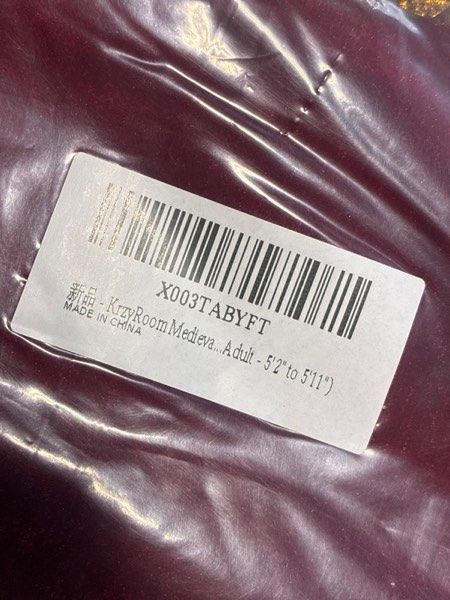 X003TABYFT
新品 - KrzyRoom Medieva...Adult - 5'2" to 5'11")
MADE IN CHINA